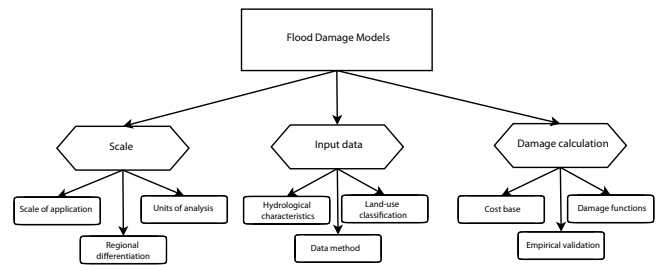 Flood Damage Models
Scale
Input data
Damage calculation
Scale of application
Units of analysis
Regional
differentiation
Hydrological
characteristics
Land-use
classification
Data method
Cost base
Damage functions
Empirical validation